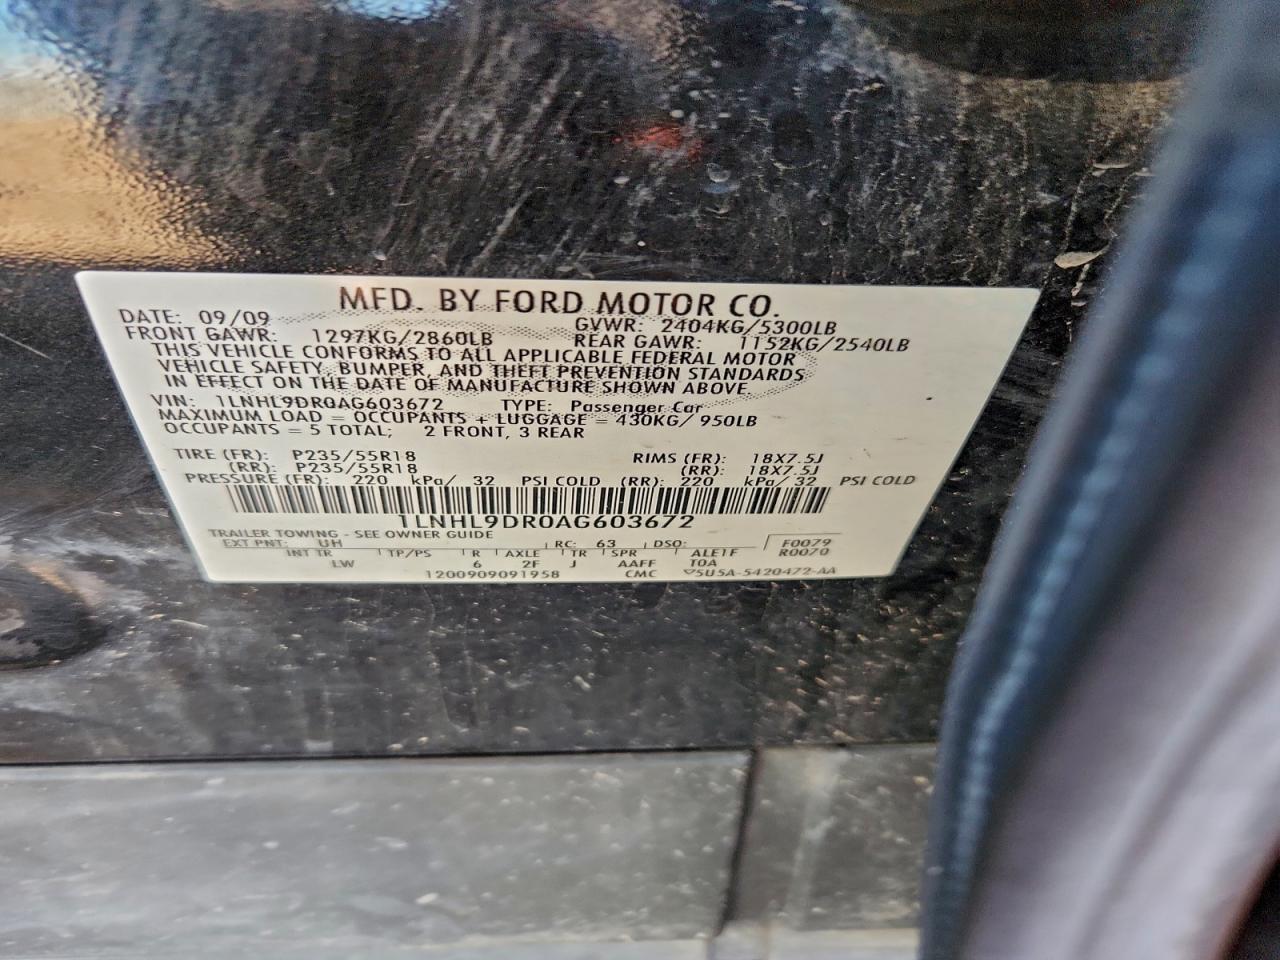 MFD. BY FORD MOTOR CO.
DATE: 09/09 GVWR: 2404KG/5300LB
FRONT GAWR: 1297KG/2860LB REAR GAWR: 1152KG/2540LB
THIS VEHICLE CONFORMS TO ALL APPLICABLE FEDERAL MOTOR
VEHICLE SAFETY, BUMPER, AND THEFT PREVENTION STANDARDS
IN EFFECT ON THE DATE OF MANUFACTURE SHOWN ABOVE.
VIN: 1LNHL9DR0AG603672 TYPE: Passenger Car
MAXIMUM LOAD = OCCUPANTS + LUGGAGE = 430KG/ 950LB
OCCUPANTS = 5 TOTAL; 2 FRONT, 3 REAR
TIRE (FR): P235/55R18 RIMS (FR): 18X7.5J
(RR): P235/55R18 (RR): 18X7.5J
PRESSURE (FR): 220 kPa/ 32 PSI COLD (RR): 220 kPa/ 32 PSI COLD
1LNHL9DR0AG603672
TRAILER TOWING - SEE OWNER GUIDE
EXT PNT: UH RC: 63 DSO: F0079
INT TR TP/PS R AXLE TR SPR ALE1F R0070
LW 6 2F J AAFF T0A
1200909091958 CMC 5U5A-5420472-AA